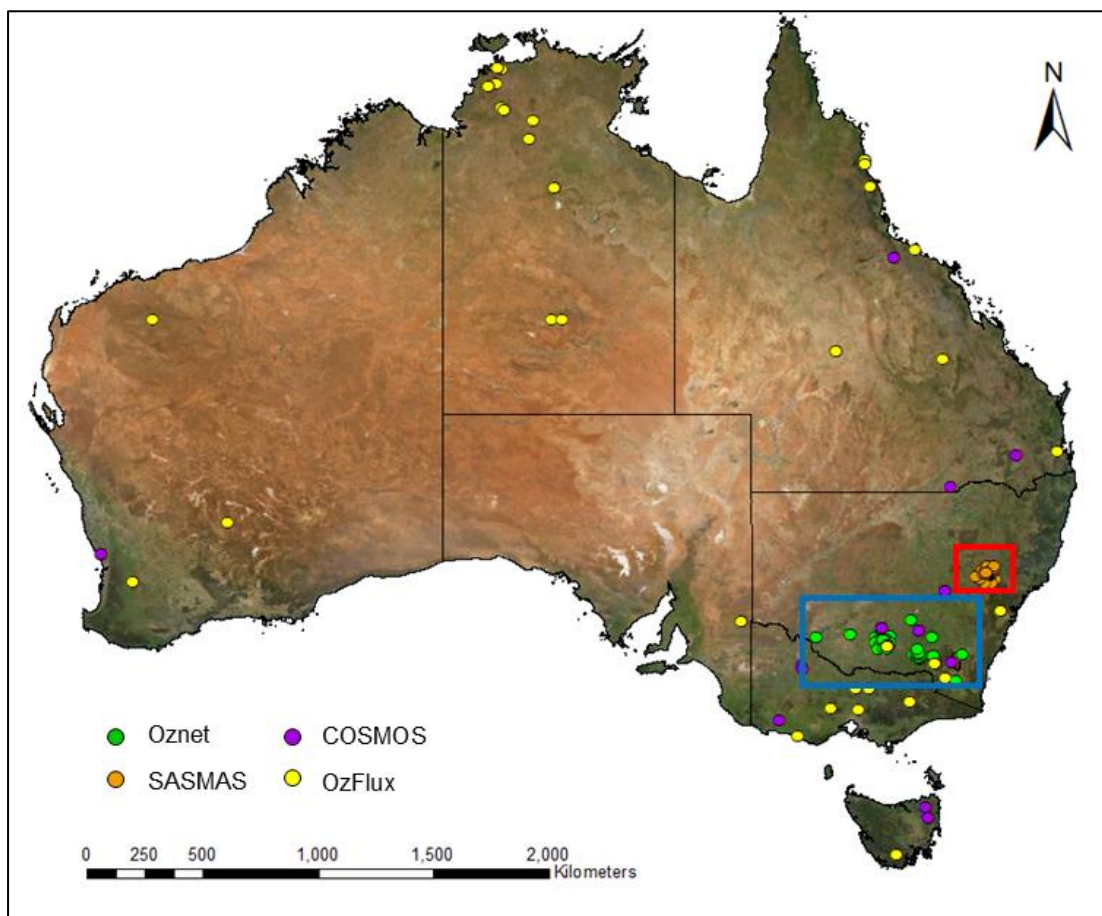 N
Oznet
COSMOS
SASMAS
OzFlux
0 250 500 1,000 1,500 2,000
Kilometers